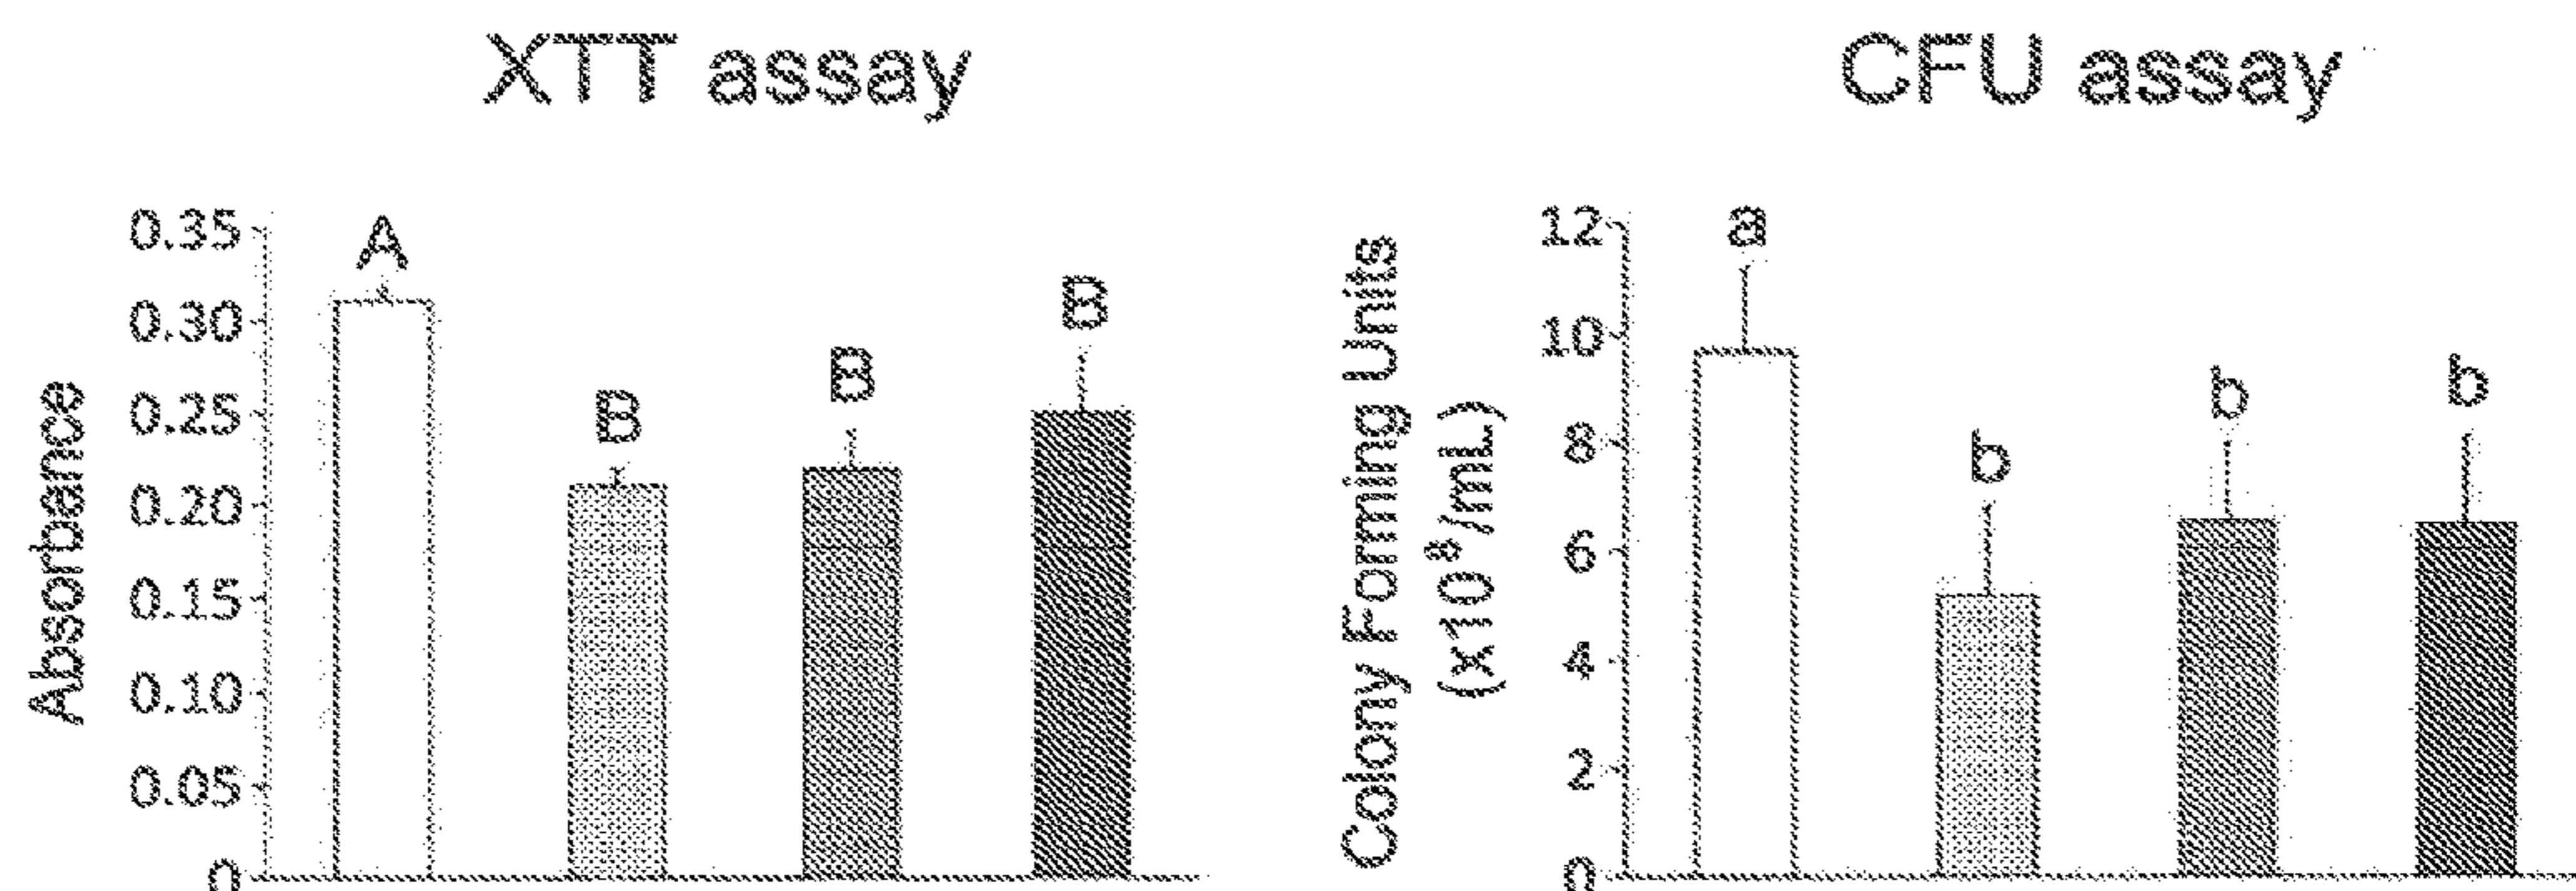 XTT assay
CFU assay
Absorbance
0.35
0.30
0.25
0.20
0.15
0.10
0.05
0
A
B
B
B
Colony Forming Units
(x10⁸/mL)
12
10
8
6
4
2
0
a
b
b
b